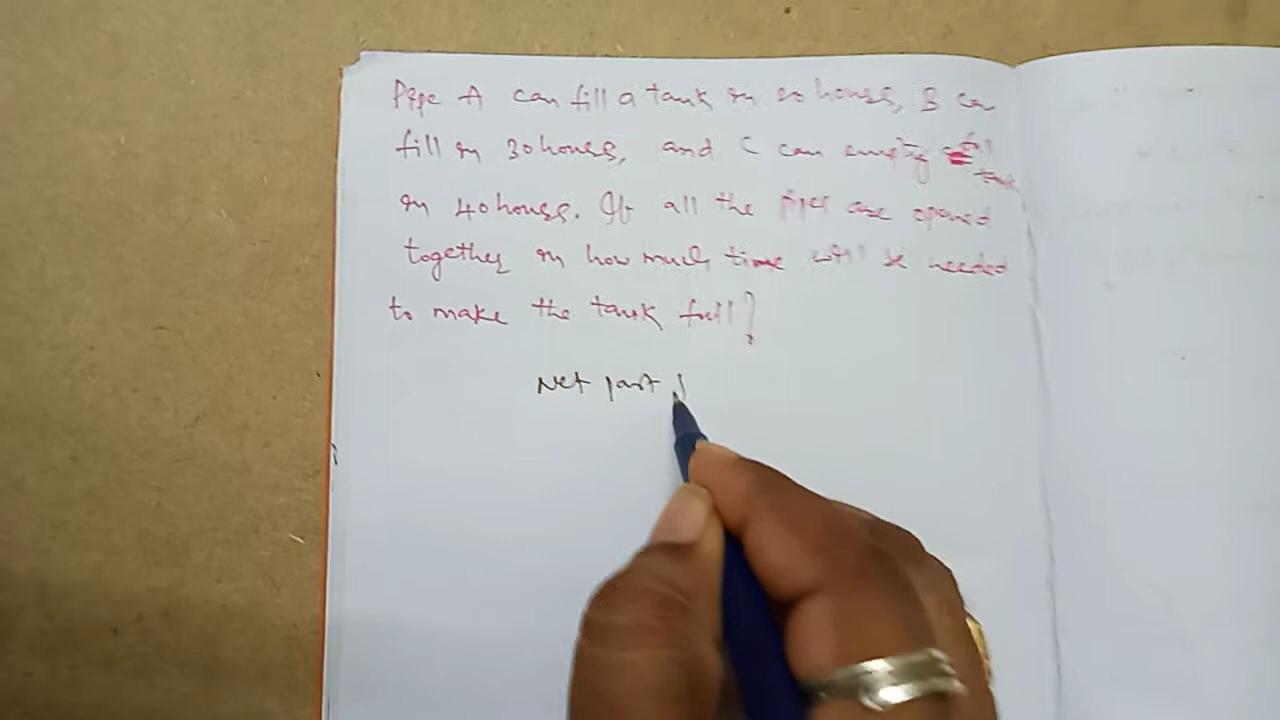 Pipe A can fill a tank in 20 hours, B can
fill in 30 hours, and C can empty full tank
in 40 hours. If all the pipes are opened
together in how much time will be needed
to make the tank full?
Net part